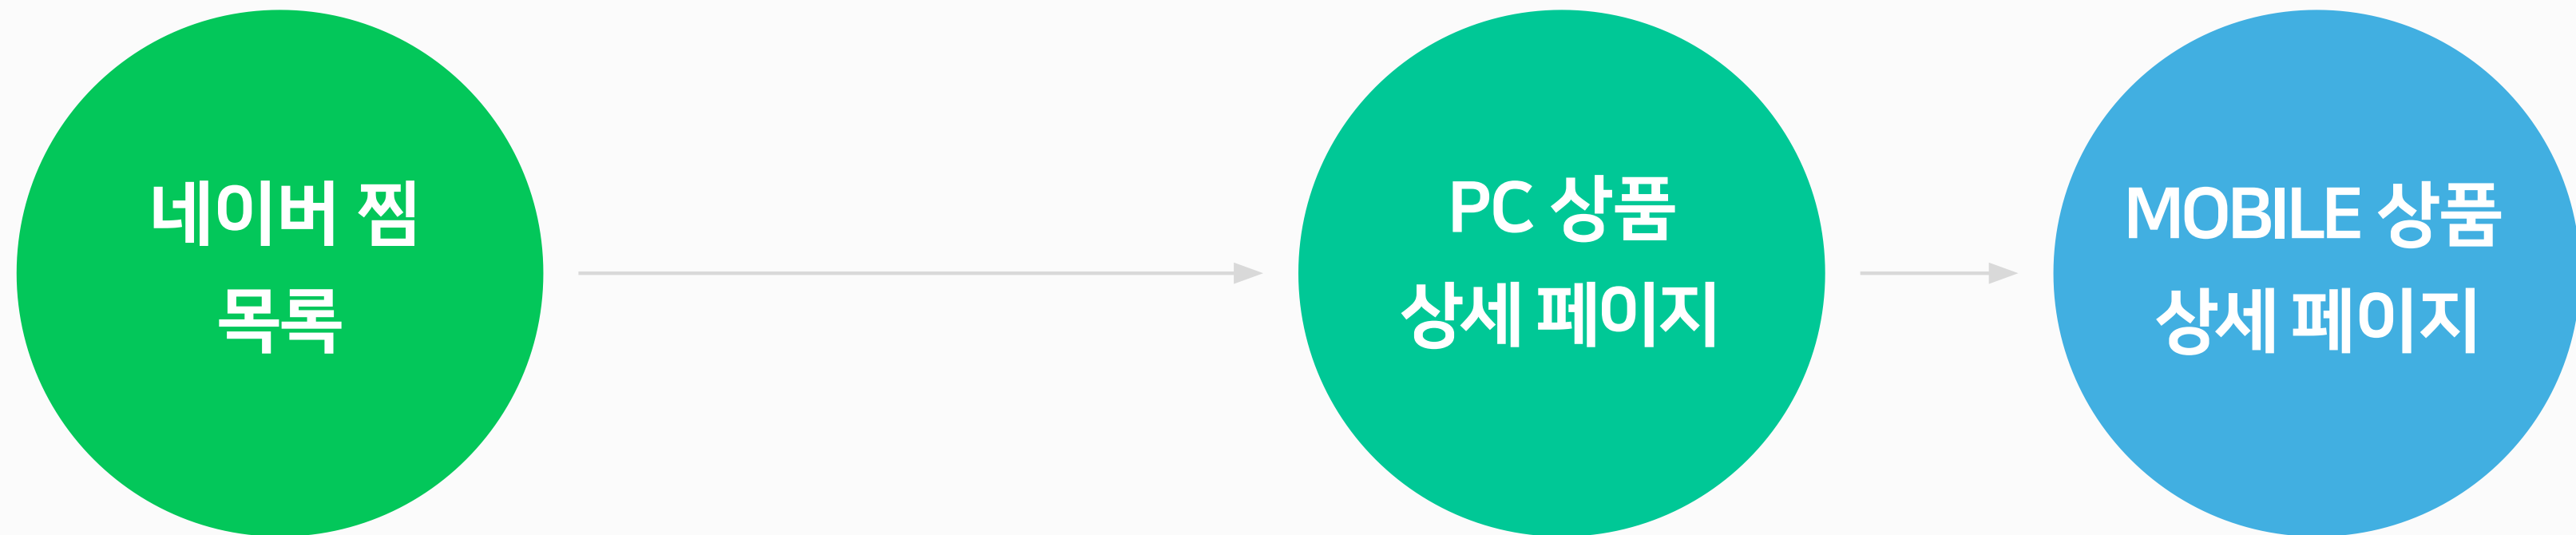 네이버 찜
목록
PC 상품
상세 페이지
MOBILE 상품
상세 페이지